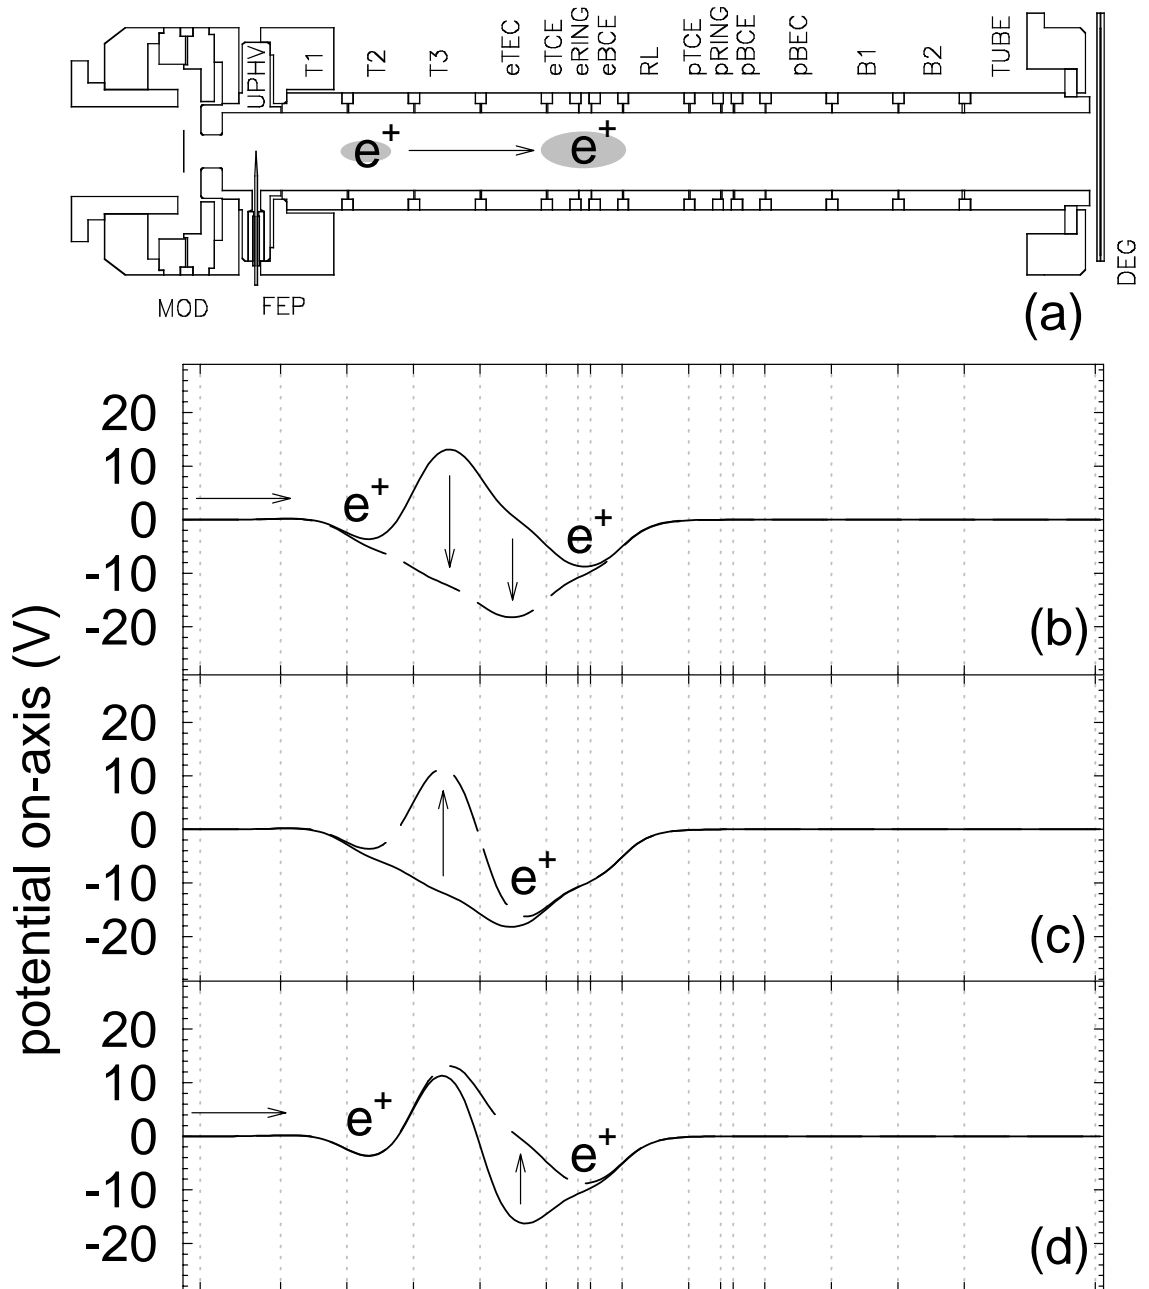 UPHV T1 T2 T3 eTEC eTCE eRING eBCE RL pTCE pRING pBCE pBEC B1 B2 TUBE
e+ e+
MOD FEP DEG
(a)
potential on-axis (V)
20
10
0
-10
-20
e+ e+
(b)
20
10
0
-10
-20
e+
(c)
20
10
0
-10
-20
e+ e+
(d)